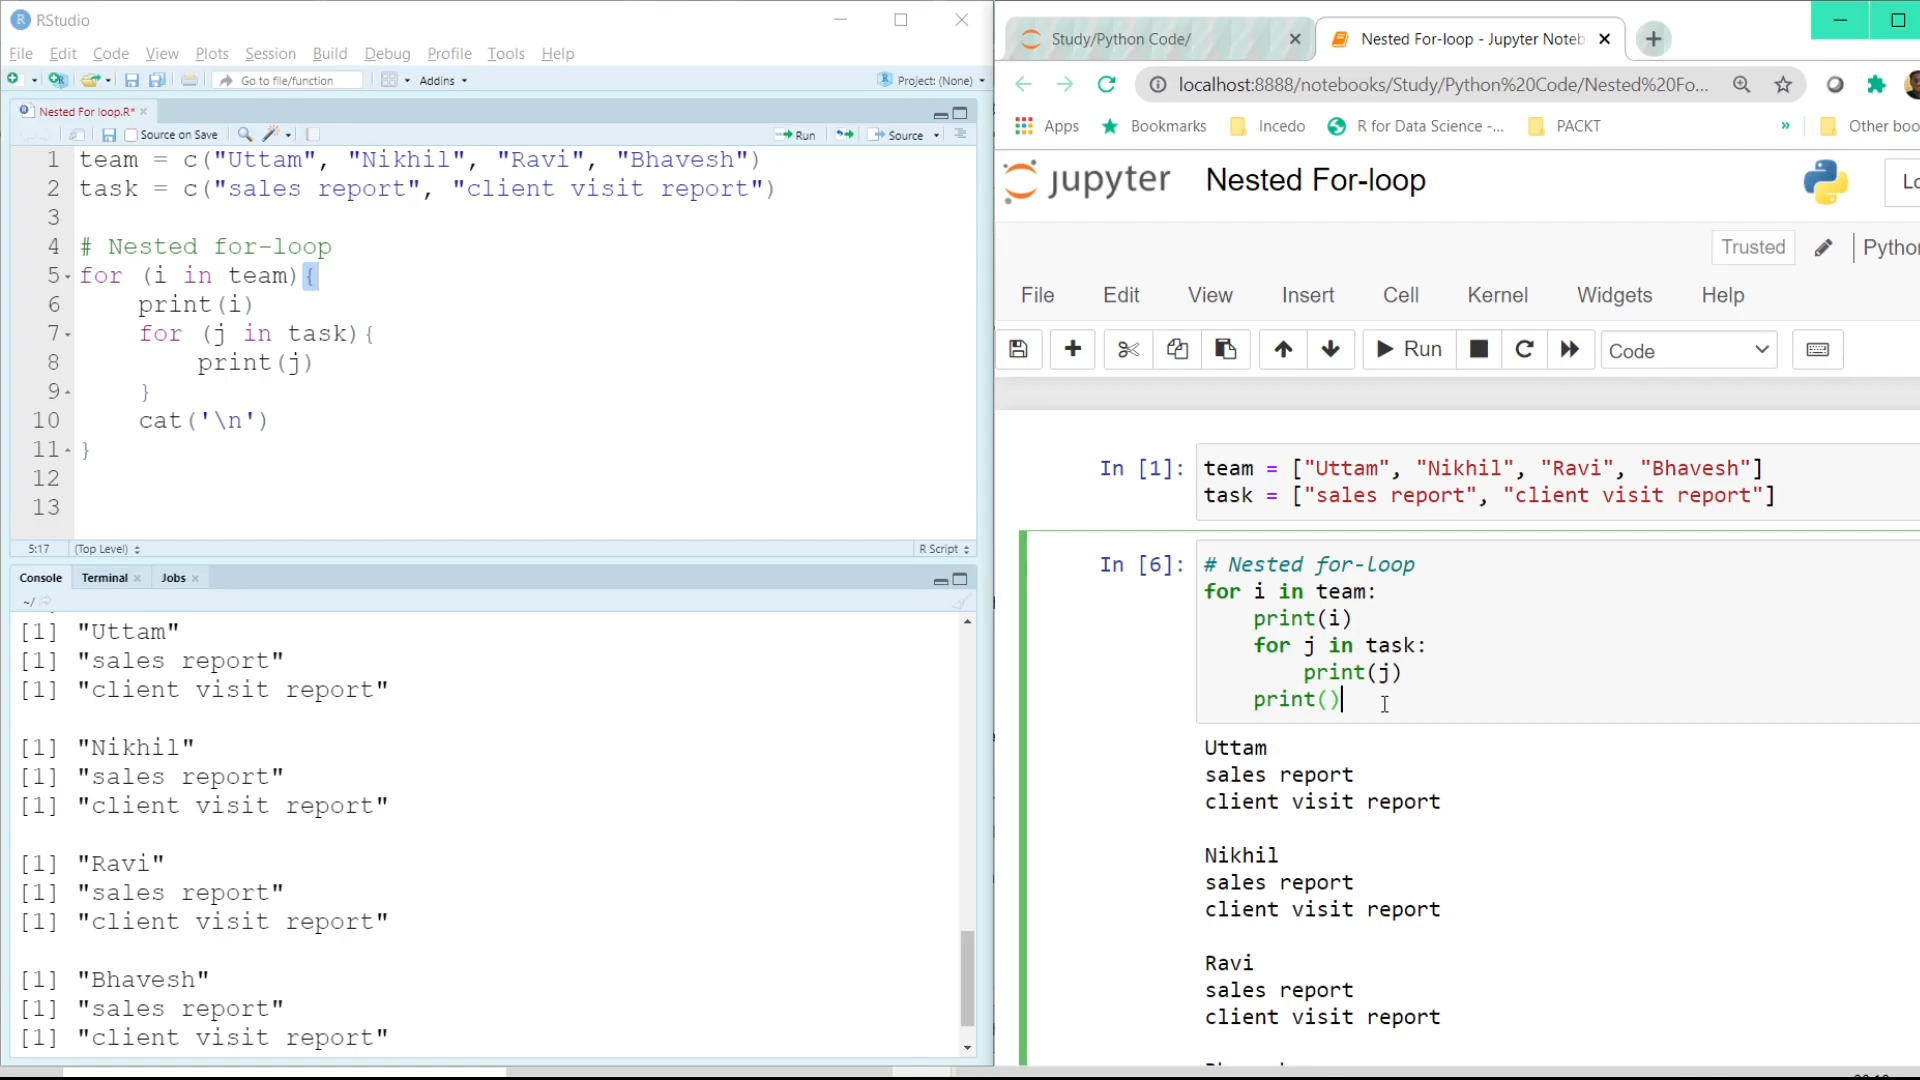 RStudio
File Edit Code View Plots Session Build Debug Profile Tools Help
Go to file/function Addins Project: (None)
Nested For loop.R*
Source on Save Run Source
1 team = c("Uttam", "Nikhil", "Ravi", "Bhavesh")
2 task = c("sales report", "client visit report")
3
4 # Nested for-loop
5 for (i in team){
6 print(i)
7 for (j in task){
8 print(j)
9 }
10 cat('\n')
11 }
12
13
5:17 (Top Level) R Script
Console Terminal Jobs
~/
[1] "Uttam"
[1] "sales report"
[1] "client visit report"
[1] "Nikhil"
[1] "sales report"
[1] "client visit report"
[1] "Ravi"
[1] "sales report"
[1] "client visit report"
[1] "Bhavesh"
[1] "sales report"
[1] "client visit report"
Study/Python Code/ Nested For-loop - Jupyter Noteb
localhost:8888/notebooks/Study/Python%20Code/Nested%20Fo...
Apps Bookmarks Incedo R for Data Science -... PACKT » Other boo
jupyter Nested For-loop Lo
Trusted Pytho
File Edit View Insert Cell Kernel Widgets Help
Run Code
In [1]: team = ["Uttam", "Nikhil", "Ravi", "Bhavesh"]
task = ["sales report", "client visit report"]
In [6]: # Nested for-loop
for i in team:
print(i)
for j in task:
print(j)
print()
Uttam
sales report
client visit report
Nikhil
sales report
client visit report
Ravi
sales report
client visit report